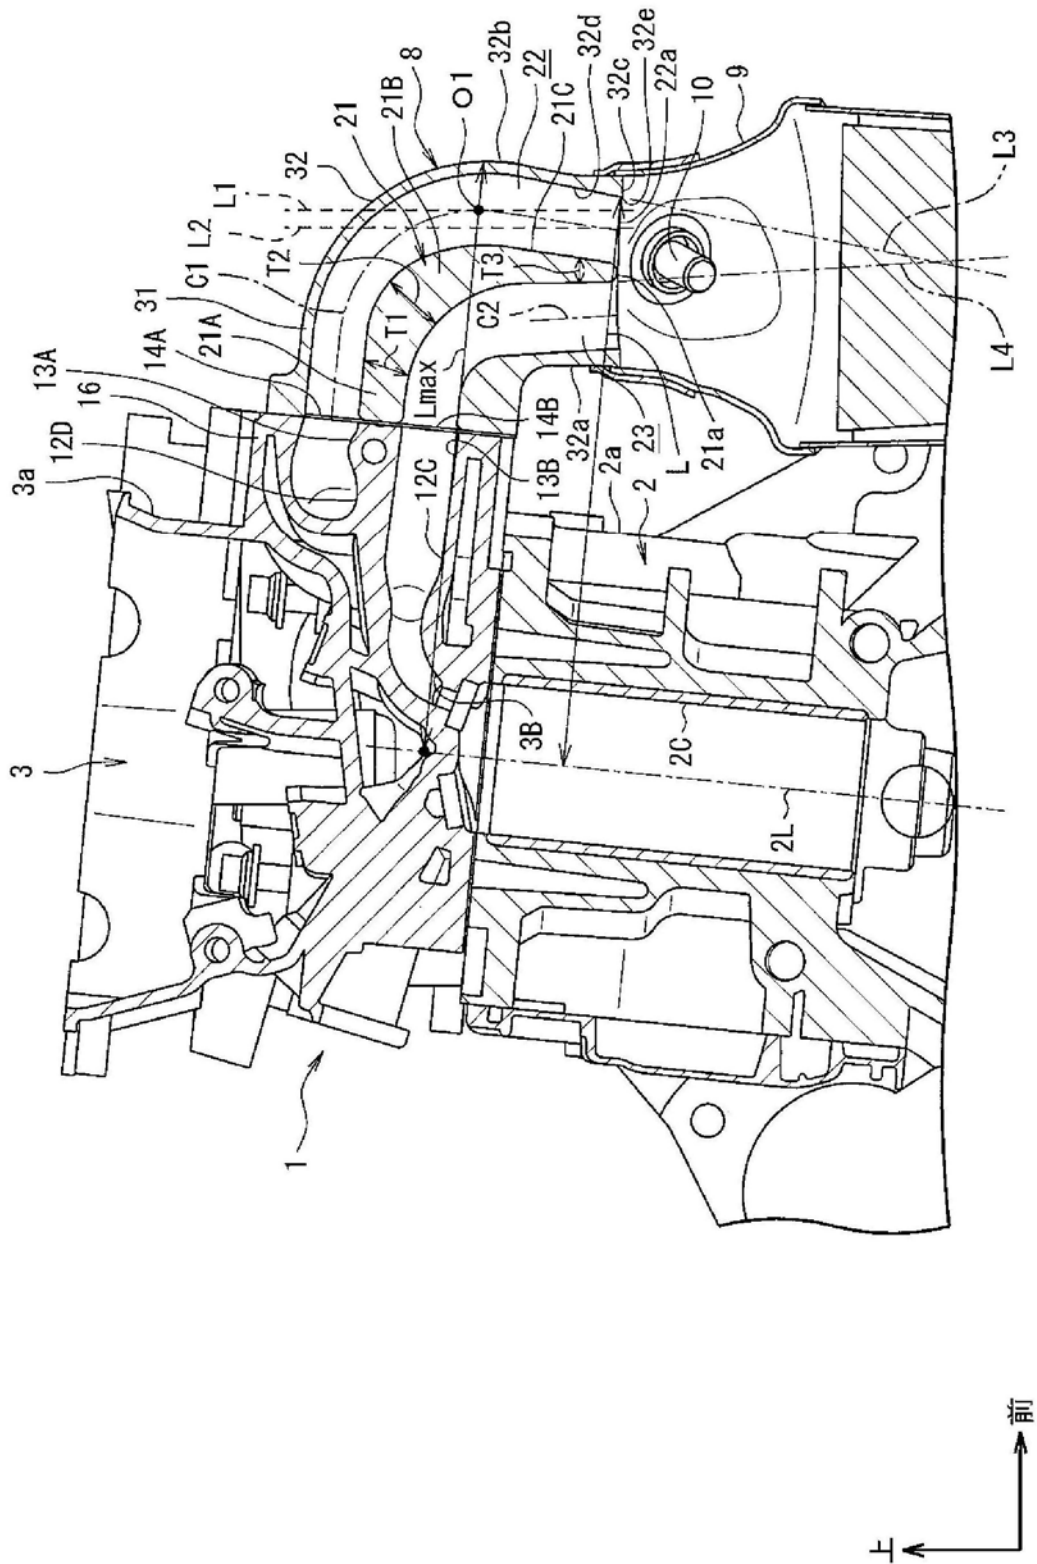 3
3a
12D
16
13A
14A
21A
31
C1
L2
L1
T2
32
21
21B
8
O1
32b
22
32d
21C
32c
32e
22a
10
9
T1
T3
C2
Lmax
12C
14B
13B
32a
23
2a
2
L
21a
L3
L4
3B
2C
2L
1
上
前